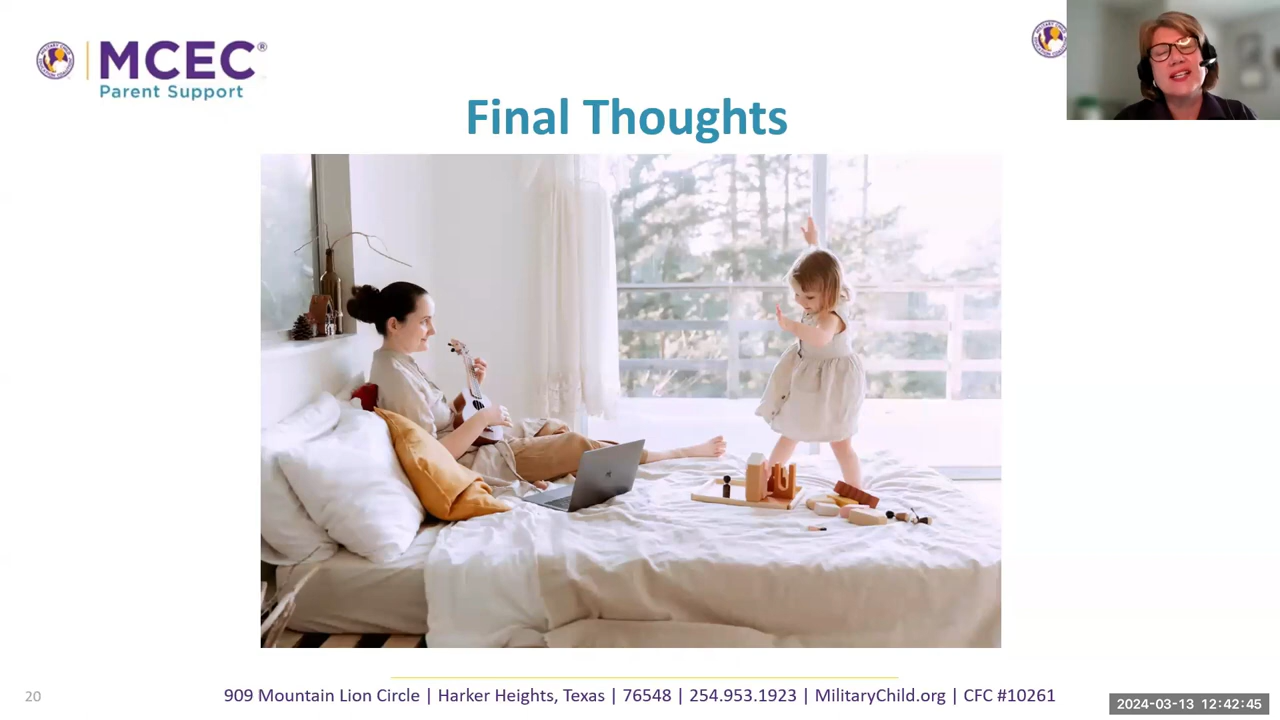 MCEC®
Parent Support
Final Thoughts
20
909 Mountain Lion Circle | Harker Heights, Texas | 76548 | 254.953.1923 | MilitaryChild.org | CFC #10261
2024-03-13 12:42:45